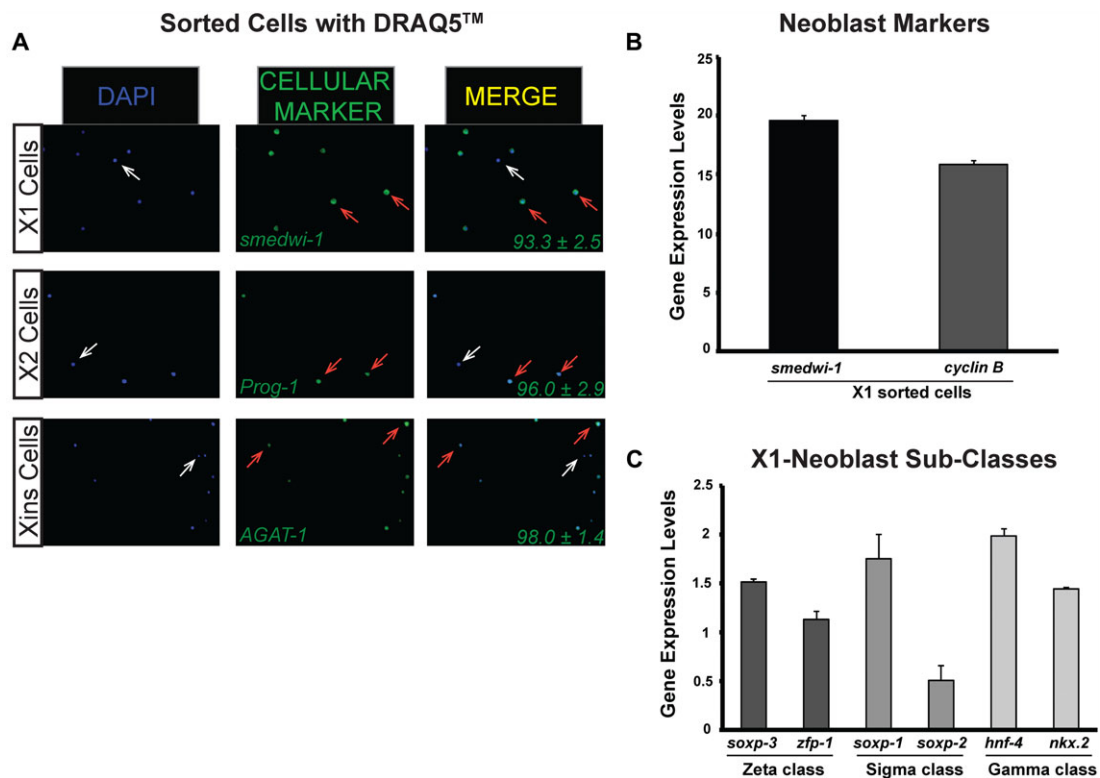 Sorted Cells with DRAQ5™
A
DAPI
CELLULAR
MARKER
MERGE
X1 Cells
smedwi-1
93.3 ± 2.5
X2 Cells
Prog-1
96.0 ± 2.9
Xins Cells
AGAT-1
98.0 ± 1.4
Neoblast Markers
B
Gene Expression Levels
25
20
15
10
5
0
smedwi-1
cyclin B
X1 sorted cells
C
X1-Neoblast Sub-Classes
Gene Expression Levels
2.5
2
1.5
1
0.5
0
soxp-3 zfp-1 soxp-1 soxp-2 hnf-4 nkx.2
Zeta class Sigma class Gamma class